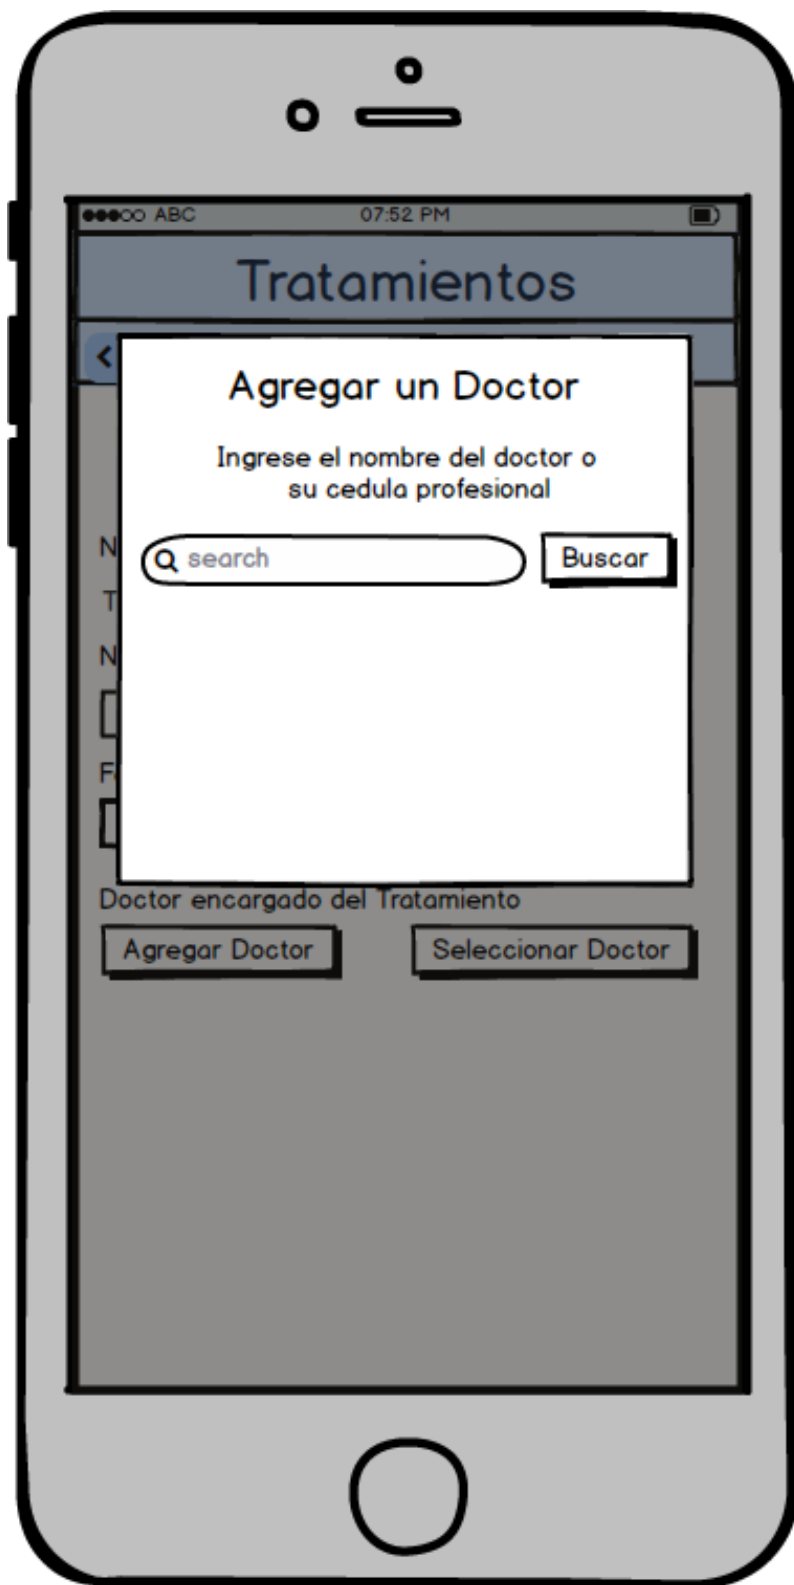 ABC 07:52 PM
Tratamientos
Agregar un Doctor
Ingrese el nombre del doctor o
su cedula profesional
search Buscar
N
T
N
Doctor encargado del Tratamiento
Agregar Doctor Seleccionar Doctor